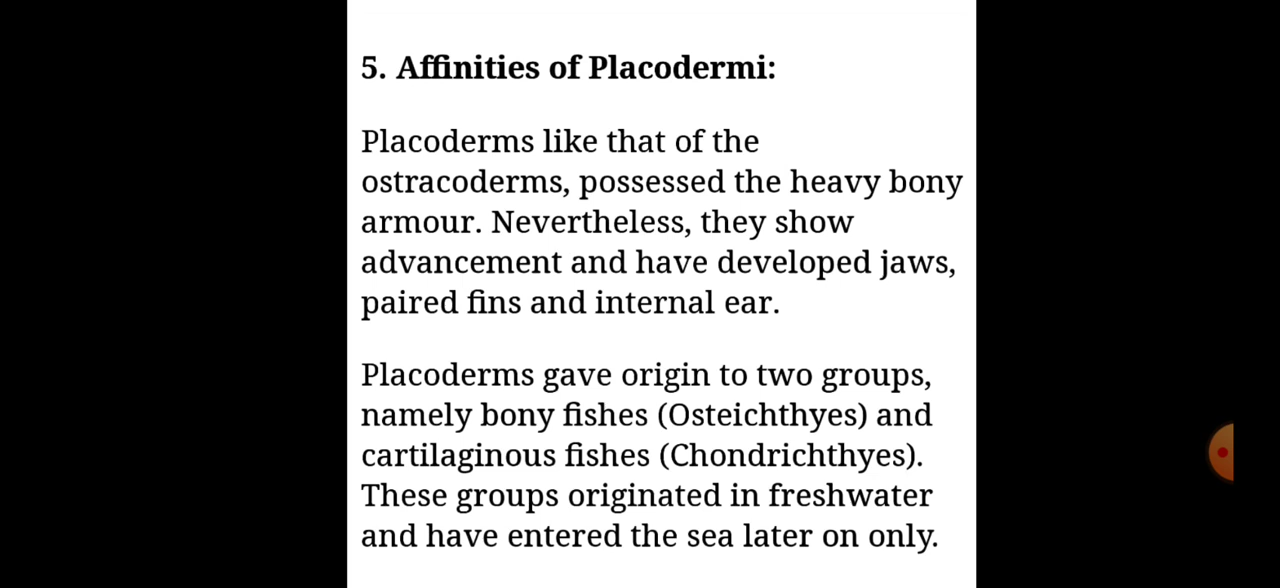 5. Affinities of Placodermi:
Placoderms like that of the
ostracoderms, possessed the heavy bony
armour. Nevertheless, they show
advancement and have developed jaws,
paired fins and internal ear.
Placoderms gave origin to two groups,
namely bony fishes (Osteichthyes) and
cartilaginous fishes (Chondrichthyes).
These groups originated in freshwater
and have entered the sea later on only.